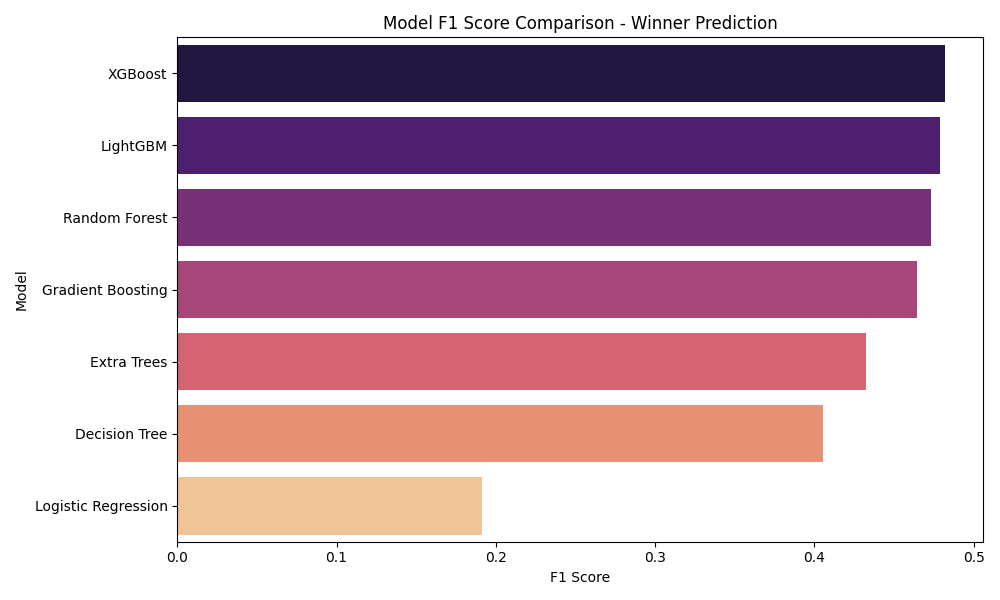 Model F1 Score Comparison - Winner Prediction
Model
XGBoost
LightGBM
Random Forest
Gradient Boosting
Extra Trees
Decision Tree
Logistic Regression
0.0 0.1 0.2 0.3 0.4 0.5
F1 Score